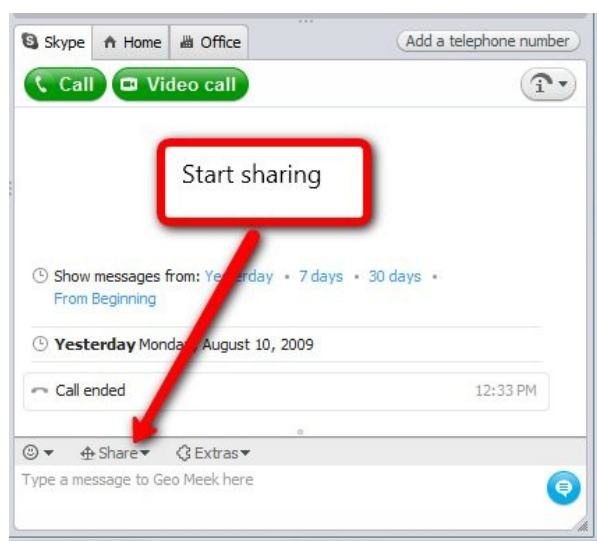 Skype Home Office Add a telephone number
Call Video call
Start sharing
Show messages from: Yesterday • 7 days • 30 days •
From Beginning
Yesterday Monday, August 10, 2009
Call ended 12:33 PM
Share Extras
Type a message to Geo Meek here